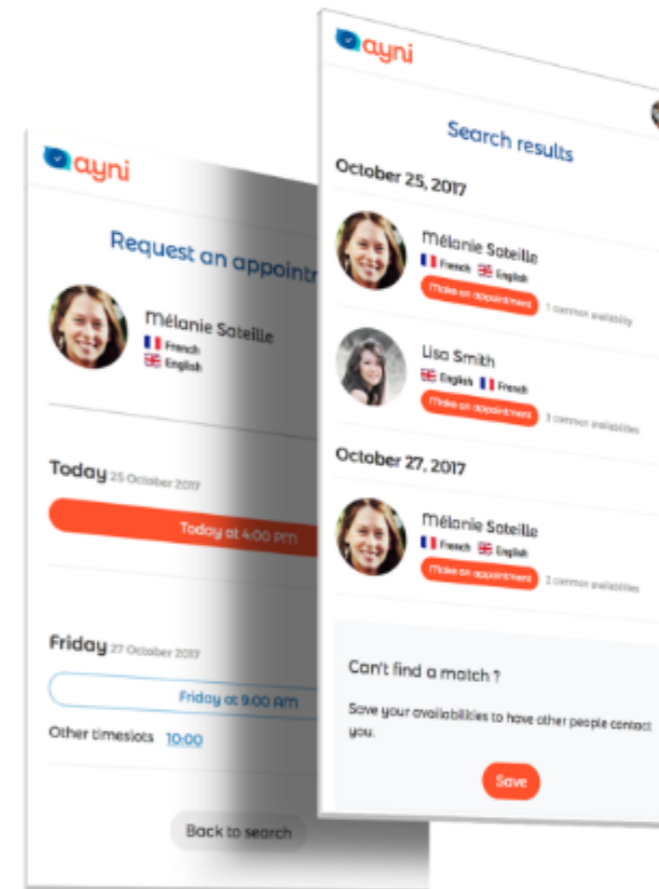 ayni
Request an appoint
Mélanie Sateille
French
English
Today 25 October 2017
Today at 4:00 PM
Friday 27 October 2017
Friday at 9:00 AM
Other timeslots 10:00
Back to search
ayni
Search results
October 25, 2017
Mélanie Sateille
French English
Make an appointment 1 common availability
Lisa Smith
English French
Make an appointment 3 common availabilities
October 27, 2017
Mélanie Sateille
French English
Make an appointment 2 common availabilities
Can't find a match ?
Save your availabilities to have other people contact
you.
Save